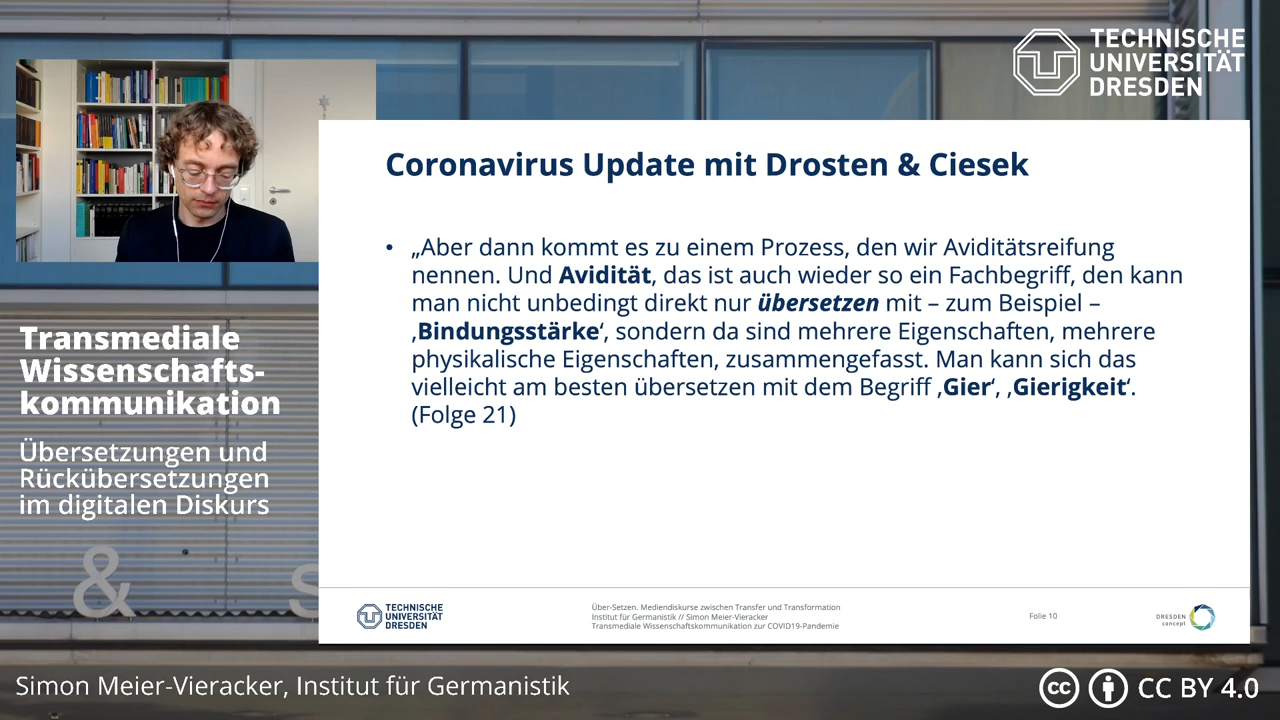 TECHNISCHE
UNIVERSITÄT
DRESDEN
Coronavirus Update mit Drosten & Ciesek
• „Aber dann kommt es zu einem Prozess, den wir Aviditätsreifung
nennen. Und Avidität, das ist auch wieder so ein Fachbegriff, den kann
man nicht unbedingt direkt nur übersetzen mit – zum Beispiel –
‚Bindungsstärke‘, sondern da sind mehrere Eigenschaften, mehrere
physikalische Eigenschaften, zusammengefasst. Man kann sich das
vielleicht am besten übersetzen mit dem Begriff ‚Gier‘, ‚Gierigkeit‘.
(Folge 21)
Transmediale
Wissenschafts-
kommunikation
Übersetzungen und
Rückübersetzungen
im digitalen Diskurs
& s
TECHNISCHE
UNIVERSITÄT
DRESDEN
Über-Setzen. Mediendiskurse zwischen Transfer und Transformation
Institut für Germanistik // Simon Meier-Vieracker
Transmediale Wissenschaftskommunikation zur COVID19-Pandemie
Folie 10
DRESDEN
concept
Simon Meier-Vieracker, Institut für Germanistik
cc CC BY 4.0